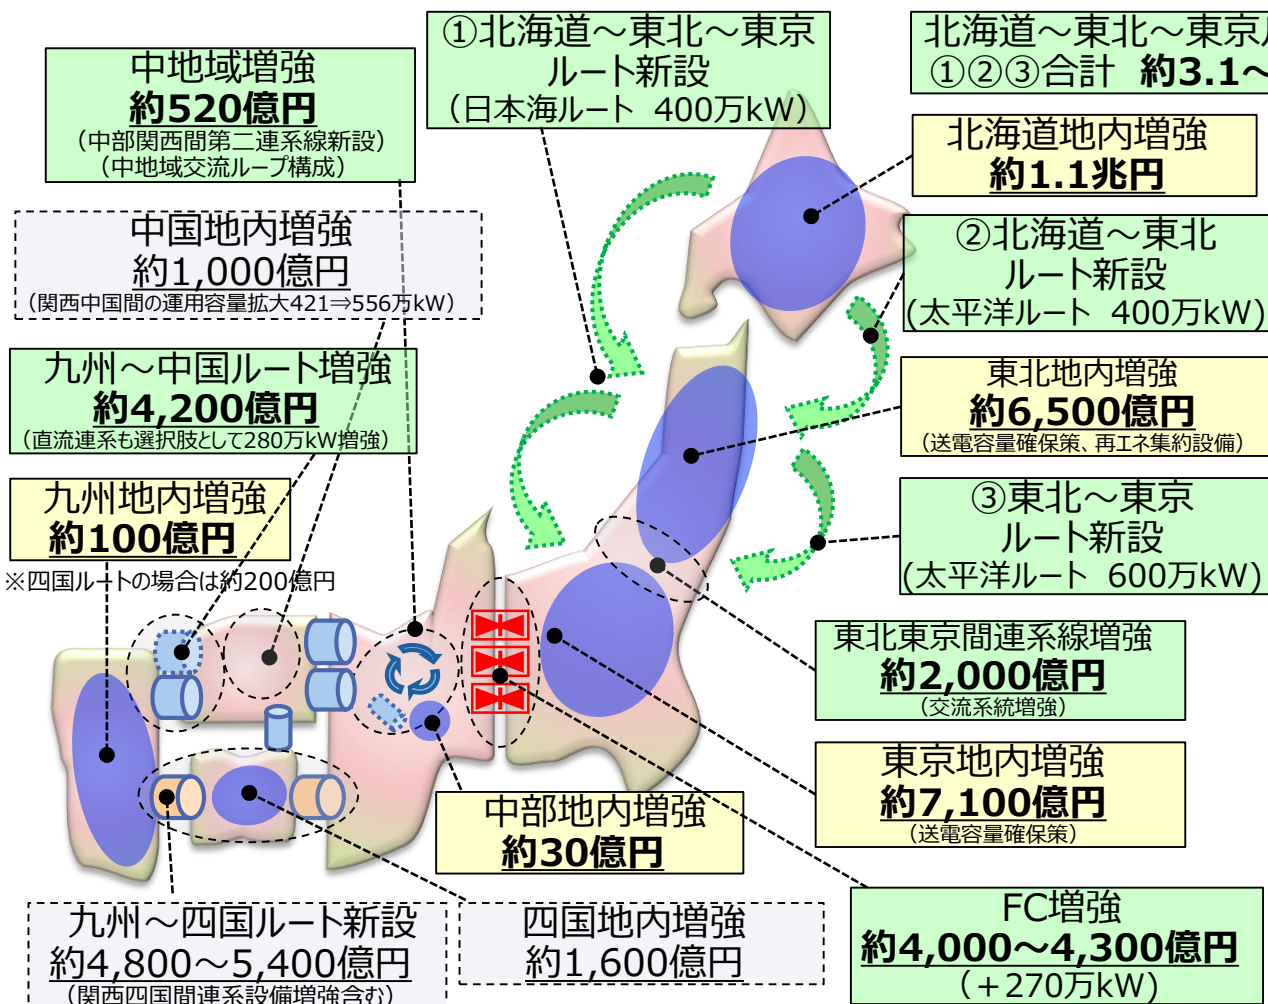 中地域増強
約520億円
（中部関西間第二連系線新設）
（中地域交流ループ構成）
①北海道～東北～東京
ルート新設
（日本海ルート 400万kW）
北海道～東北～東京
①②③合計 約3.1～
北海道地内増強
約1.1兆円
中国地内増強
約1,000億円
（関西中国間の運用容量拡大421⇒556万kW）
②北海道～東北
ルート新設
（太平洋ルート 400万kW）
九州～中国ルート増強
約4,200億円
（直流連系も選択肢として280万kW増強）
東北地内増強
約6,500億円
（送電容量確保策、再エネ集約設備）
九州地内増強
約100億円
※四国ルートの場合は約200億円
③東北～東京
ルート新設
（太平洋ルート 600万kW）
東北東京間連系線増強
約2,000億円
（交流系統増強）
東京地内増強
約7,100億円
（送電容量確保策）
中部地内増強
約30億円
FC増強
約4,000～4,300億円
（＋270万kW）
九州～四国ルート新設
約4,800～5,400億円
（関西四国間連系設備増強含む）
四国地内増強
約1,600億円